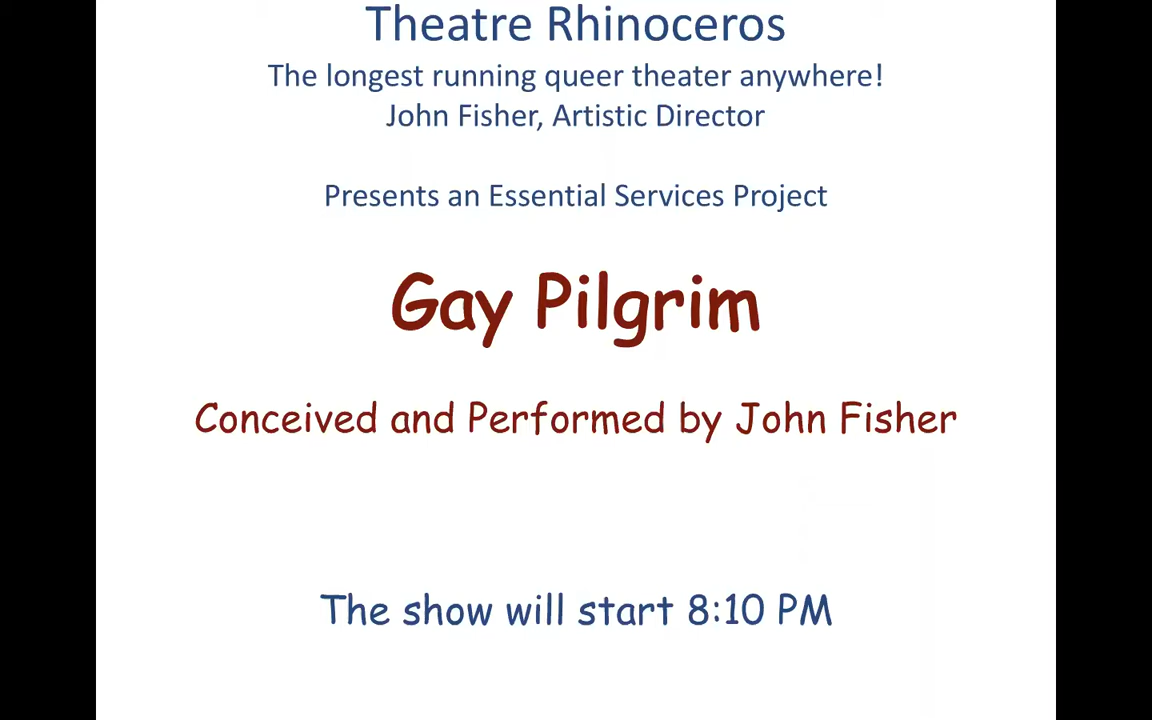 Theatre Rhinoceros
The longest running queer theater anywhere!
John Fisher, Artistic Director
Presents an Essential Services Project
Gay Pilgrim
Conceived and Performed by John Fisher
The show will start 8:10 PM